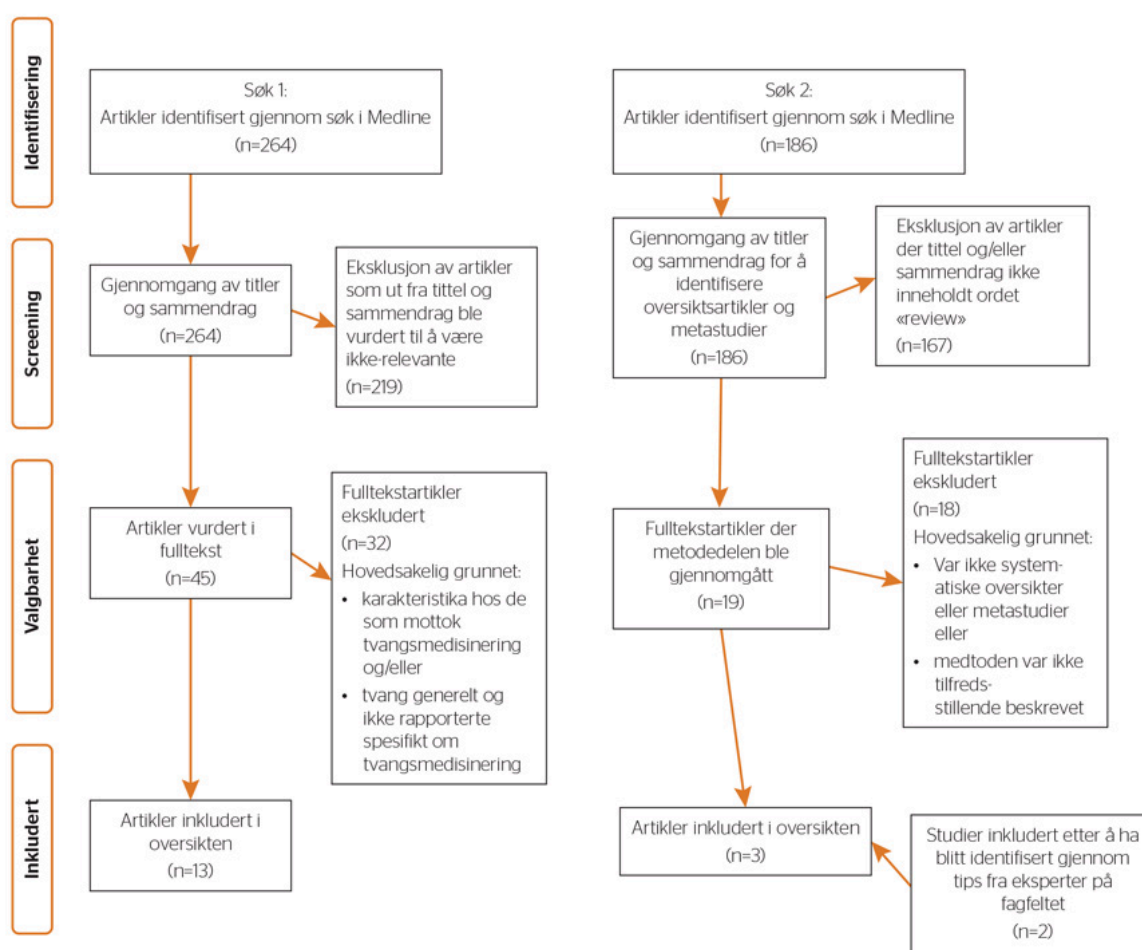 Identifisering
Søk 1:
Artikler identifisert gjennom søk i Medline
(n=264)
Søk 2:
Artikler identifisert gjennom søk i Medline
(n=186)
Screening
Gjennomgang av titler
og sammendrag
(n=264)
Eksklusjon av artikler
som ut fra tittel og
sammendrag ble
vurdert til å være
ikke-relevante
(n=219)
Gjennomgang av titler
og sammendrag for å
identifisere
oversiktsartikler og
metastudier
(n=186)
Eksklusjon av artikler
der tittel og/eller
sammendrag ikke
inneholdt ordet
«review»
(n=167)
Valgbarhet
Artikler vurdert i
fulltekst
(n=45)
Fulltekstartikler
ekskludert
(n=32)
Hovedsakelig grunnet:
• karakteristika hos de
som mottok
tvangsmedisinering
og/eller
• tvang generelt og
ikke rapporterte
spesifikt om
tvangsmedisinering
Fulltekstartikler der
metodedelen ble
gjennomgått
(n=19)
Fulltekstartikler
ekskludert
(n=18)
Hovedsakelig grunnet:
• Var ikke system-
atiske oversikter
eller metastudier
eller
• medtoden var ikke
tilfreds-
stillende beskrevet
Inkludert
Artikler inkludert i
oversikten
(n=13)
Artikler inkludert i oversikten
(n=3)
Studier inkludert etter å ha
blitt identifisert gjennom
tips fra eksperter på
fagfeltet
(n=2)